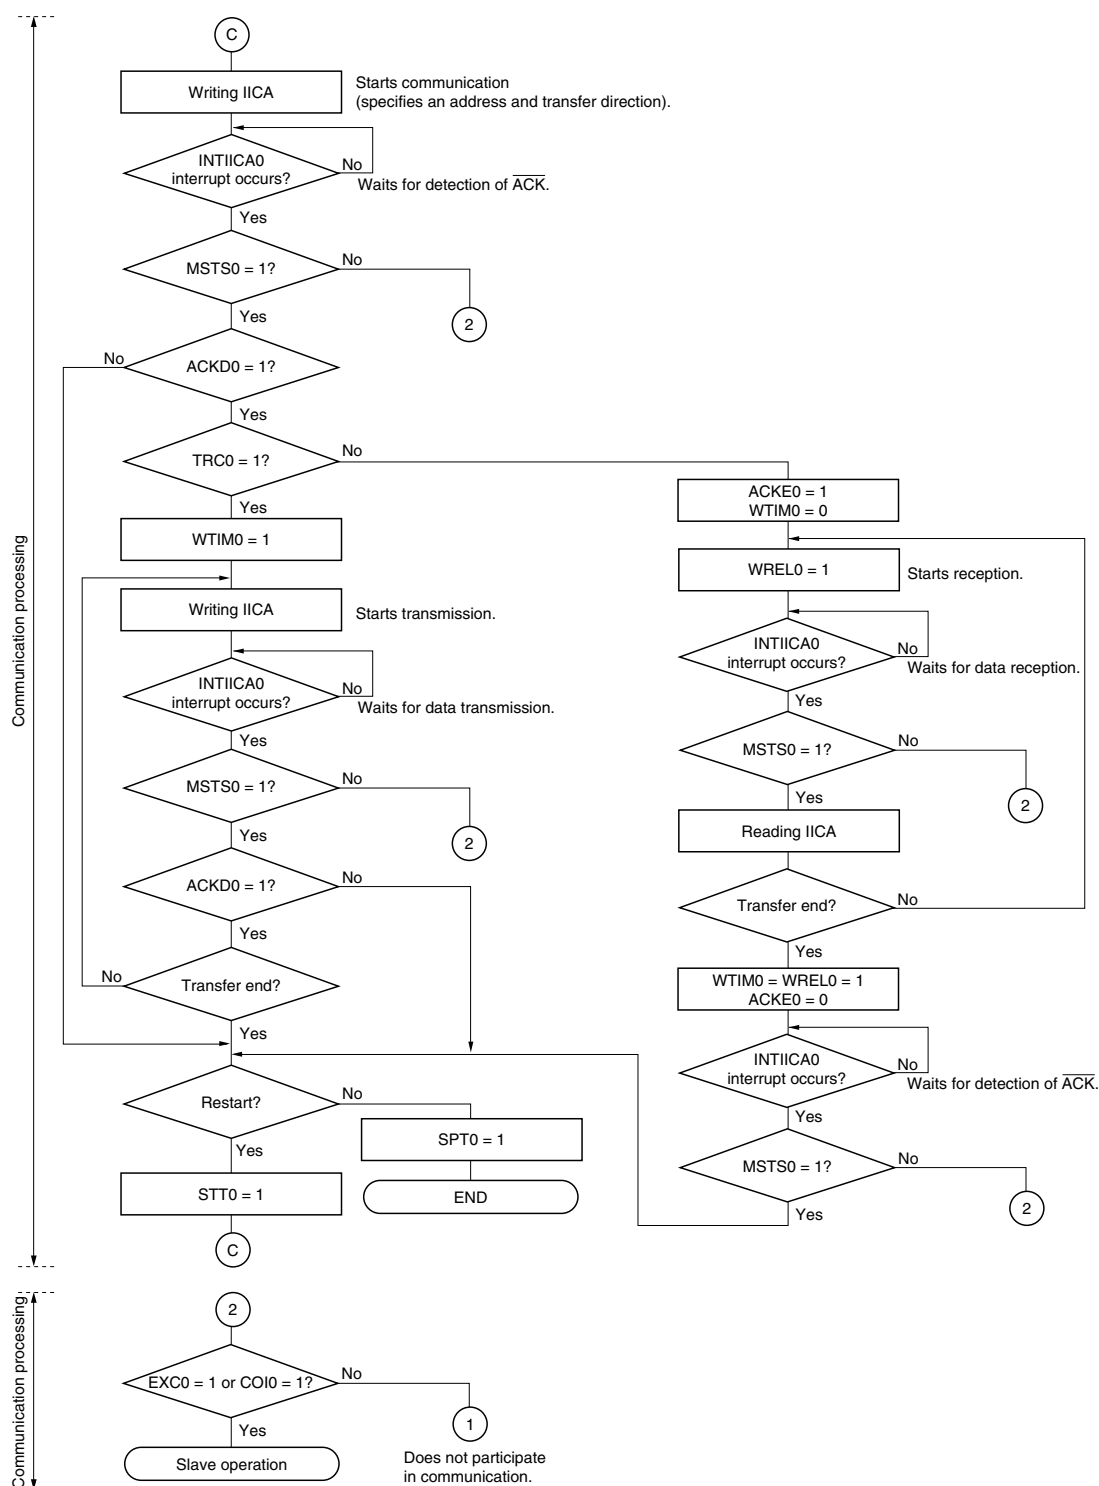 C
Writing IICA
Starts communication
(specifies an address and transfer direction).
INTIICA0
interrupt occurs?
No
Waits for detection of ACK.
Yes
MSTS0 = 1?
No
2
Yes
ACKD0 = 1?
No
Yes
TRC0 = 1?
No
Yes
WTIM0 = 1
Writing IICA
Starts transmission.
INTIICA0
interrupt occurs?
No
Waits for data transmission.
Yes
MSTS0 = 1?
No
2
Yes
ACKD0 = 1?
No
Yes
Transfer end?
No
Yes
Restart?
No
SPT0 = 1
END
Yes
STT0 = 1
C
ACKE0 = 1
WTIM0 = 0
WREL0 = 1
Starts reception.
INTIICA0
interrupt occurs?
No
Waits for data reception.
Yes
MSTS0 = 1?
No
2
Yes
Reading IICA
Transfer end?
No
Yes
WTIM0 = WREL0 = 1
ACKE0 = 0
INTIICA0
interrupt occurs?
No
Waits for detection of ACK.
Yes
MSTS0 = 1?
No
2
Yes
Communication processing
2
EXC0 = 1 or COI0 = 1?
No
1
Does not participate
in communication.
Yes
Slave operation
Communication processing